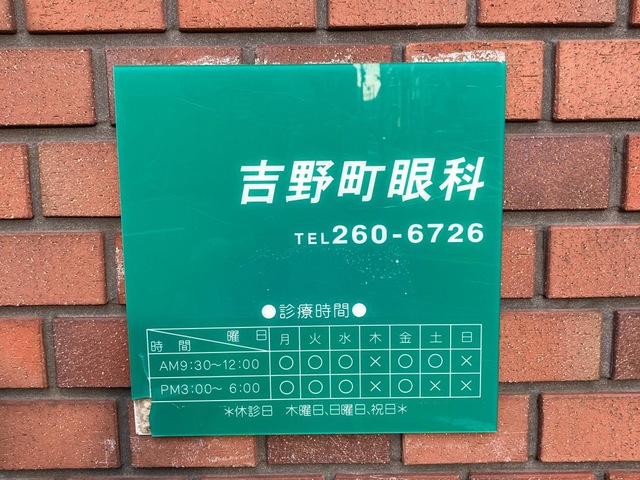 吉野町眼科
TEL260-6726
●診療時間●
曜日
時間 月 火 水 木 金 土 日
AM9:30~12:00 ○ ○ ○ × ○ ○ ×
PM3:00~ 6:00 ○ ○ ○ × ○ × ×
*休診日 木曜日、日曜日、祝日*